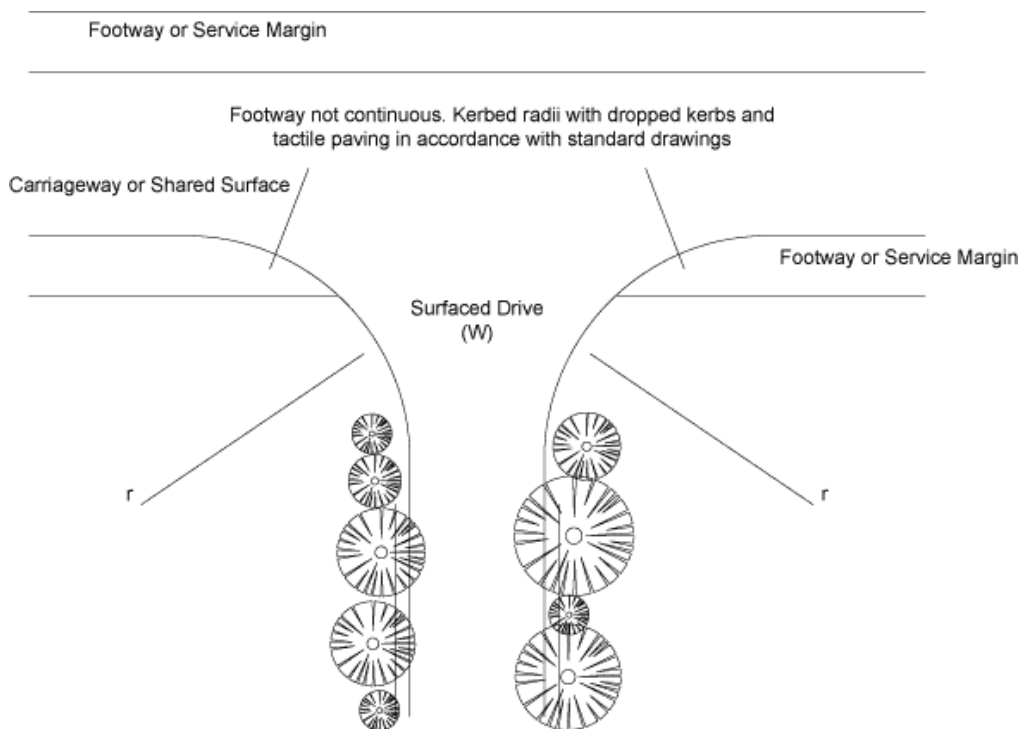 Footway or Service Margin
Footway not continuous. Kerbed radii with dropped kerbs and
tactile paving in accordance with standard drawings
Carriageway or Shared Surface
Footway or Service Margin
Surfaced Drive
(W)
r
r